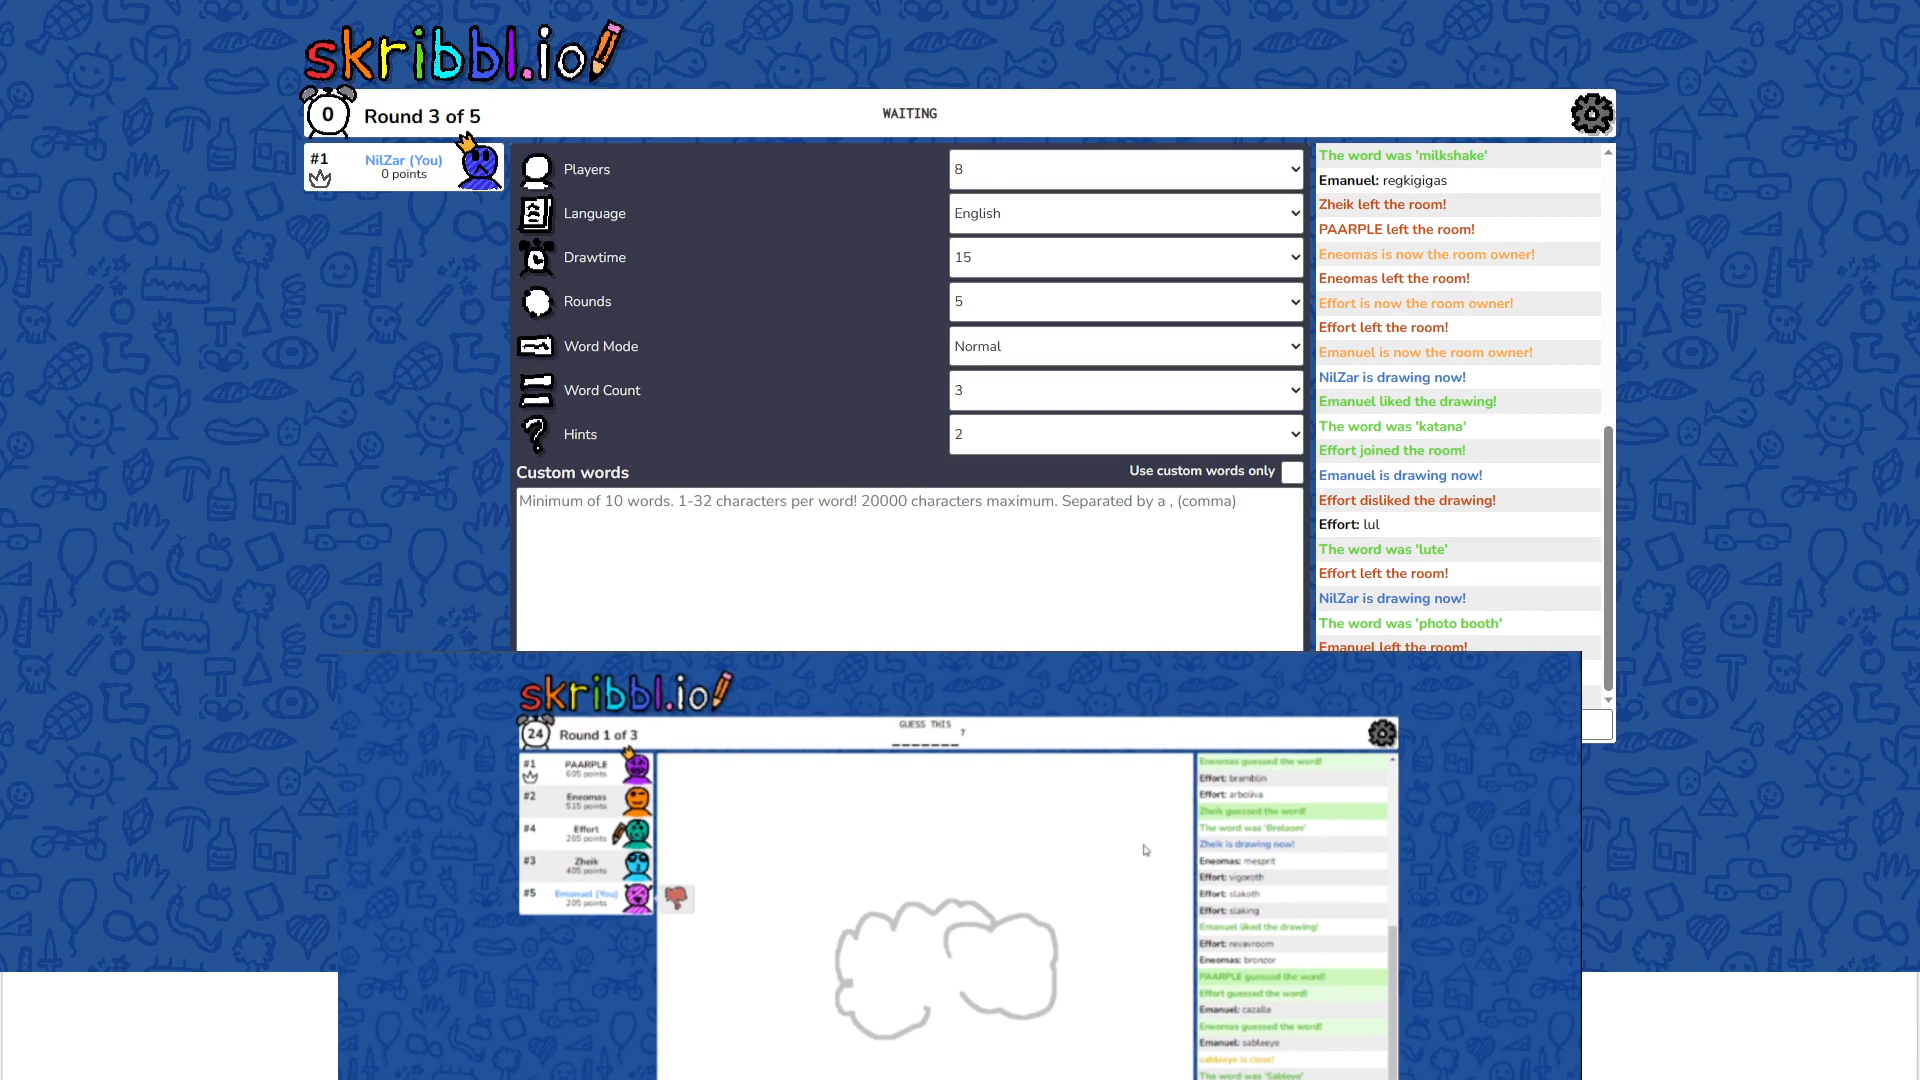 skribbl.io
0
Round 3 of 5
WAITING
#1
NilZar (You)
0 points
Players
8
Language
English
Drawtime
15
Rounds
5
Word Mode
Normal
Word Count
3
Hints
2
Custom words
Use custom words only
Minimum of 10 words. 1-32 characters per word! 20000 characters maximum. Separated by a , (comma)
The word was 'milkshake'
Emanuel: regkigigas
Zheik left the room!
PAARPLE left the room!
Eneomas is now the room owner!
Eneomas left the room!
Effort is now the room owner!
Effort left the room!
Emanuel is now the room owner!
NilZar is drawing now!
Emanuel liked the drawing!
The word was 'katana'
Effort joined the room!
Emanuel is drawing now!
Effort disliked the drawing!
Effort: lul
The word was 'lute'
Effort left the room!
NilZar is drawing now!
The word was 'photo booth'
Emanuel left the room!
skribbl.io
24
Round 1 of 3
GUESS THIS
_______ 7
#1
PAARPLE
605 points
#2
Eneomas
515 points
#4
Effort
265 points
#3
Zheik
405 points
#5
Emanuel (You)
205 points
Eneomas guessed the word!
Effort: bramblin
Effort: arboliva
Zheik guessed the word!
The word was 'Breloom'
Zheik is drawing now!
Eneomas: mesprit
Effort: vigoroth
Effort: slakoth
Effort: slaking
Emanuel liked the drawing!
Effort: revavroom
Eneomas: bronzor
PAARPLE guessed the word!
Effort guessed the word!
Emanuel: cazalle
Eneomas guessed the word!
Emanuel: sableeye
sableeye is close!
The word was 'Sableye'